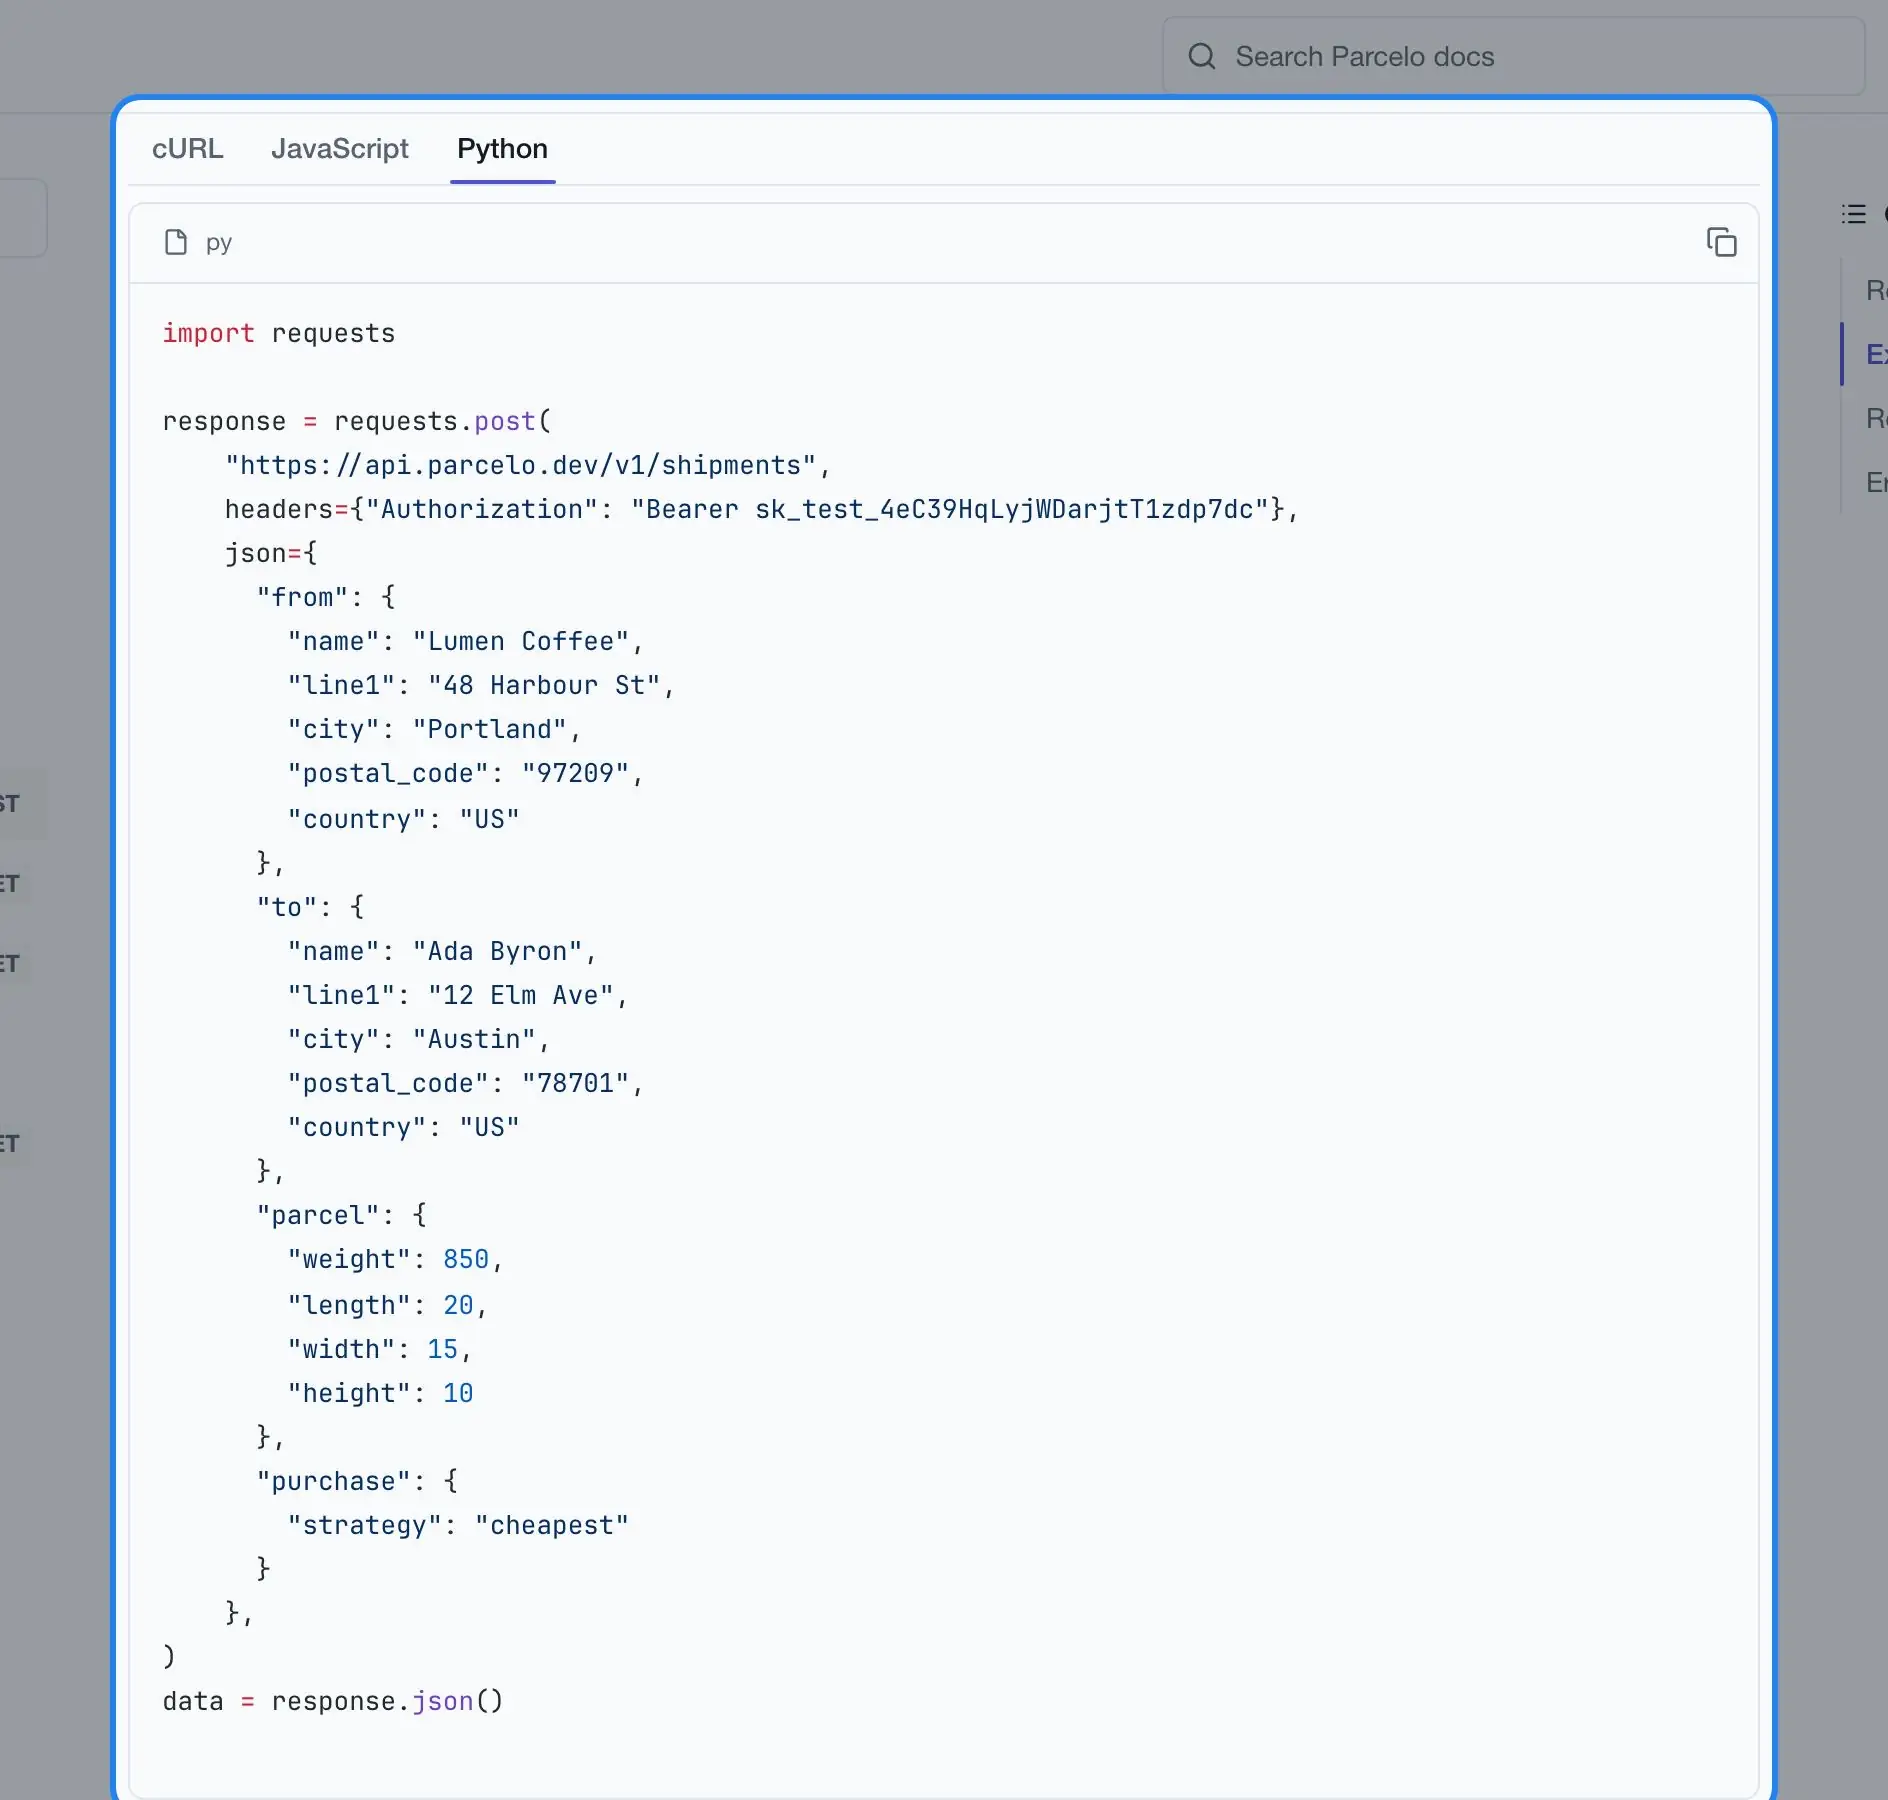 Search Parcelo docs
cURL JavaScript Python
py
import requests

response = requests.post(
    "https://api.parcelo.dev/v1/shipments",
    headers={"Authorization": "Bearer sk_test_4eC39HqLyjWDarjtT1zdp7dc"},
    json={
      "from": {
        "name": "Lumen Coffee",
        "line1": "48 Harbour St",
        "city": "Portland",
        "postal_code": "97209",
        "country": "US"
      },
      "to": {
        "name": "Ada Byron",
        "line1": "12 Elm Ave",
        "city": "Austin",
        "postal_code": "78701",
        "country": "US"
      },
      "parcel": {
        "weight": 850,
        "length": 20,
        "width": 15,
        "height": 10
      },
      "purchase": {
        "strategy": "cheapest"
      }
    },
)
data = response.json()